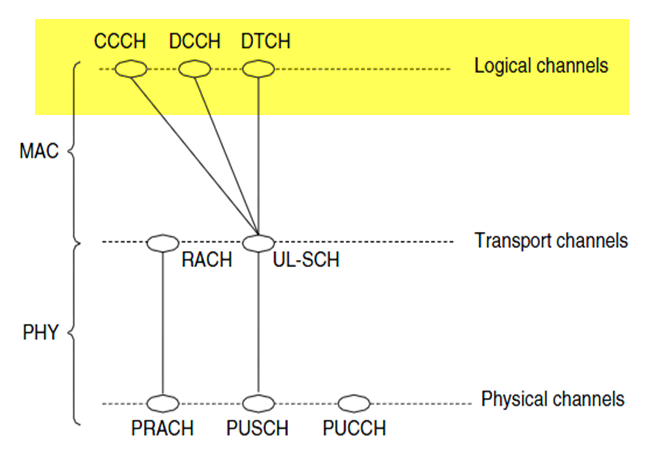 CCCH DCCH DTCH
Logical channels
MAC
Transport channels
RACH UL-SCH
PHY
Physical channels
PRACH PUSCH PUCCH